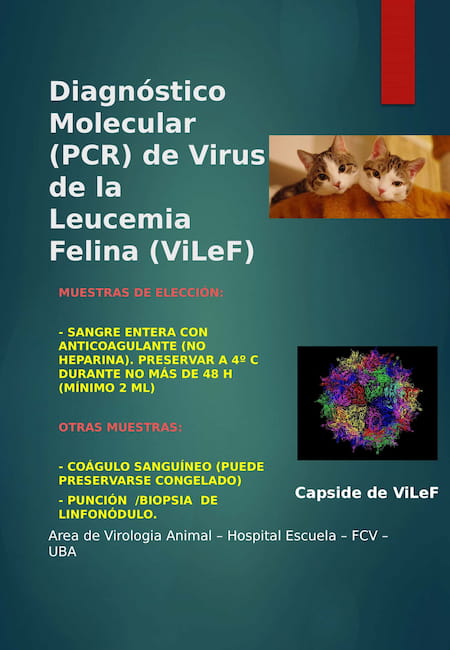 Diagnóstico
Molecular
(PCR) de Virus
de la
Leucemia
Felina (ViLeF)
MUESTRAS DE ELECCIÓN:
- SANGRE ENTERA CON
ANTICOAGULANTE (NO
HEPARINA). PRESERVAR A 4º C
DURANTE NO MÁS DE 48 H
(MÍNIMO 2 ML)
OTRAS MUESTRAS:
- COÁGULO SANGUÍNEO (PUEDE
PRESERVARSE CONGELADO)
- PUNCIÓN /BIOPSIA DE
LINFONÓDULO.
Capside de ViLeF
Area de Virologia Animal – Hospital Escuela – FCV –
UBA